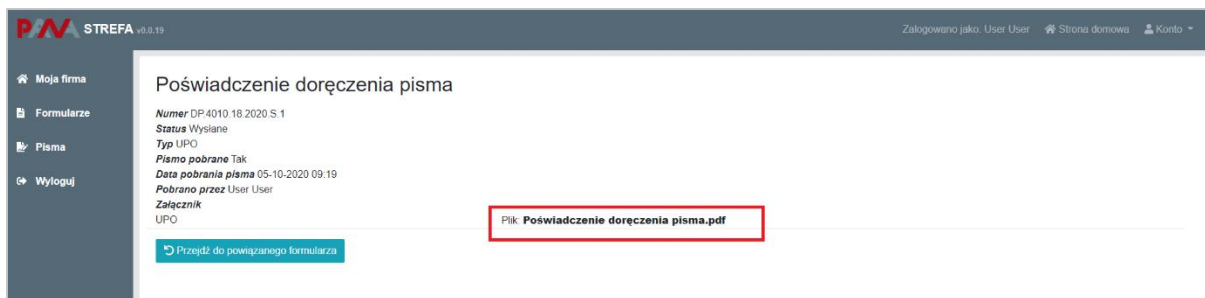 PAA STREFA v0.0.19
Zalogowano jako: User User
Strona domowa
Konto
Moja firma
Formularze
Pisma
Wyloguj
Poświadczenie doręczenia pisma
Numer DP.4010.18.2020.S.1
Status Wysłane
Typ UPO
Pismo pobrane Tak
Data pobrania pisma 05-10-2020 09:19
Pobrano przez User User
Załącznik
UPO
Plik: Poświadczenie doręczenia pisma.pdf
Przejdź do powiązanego formularza